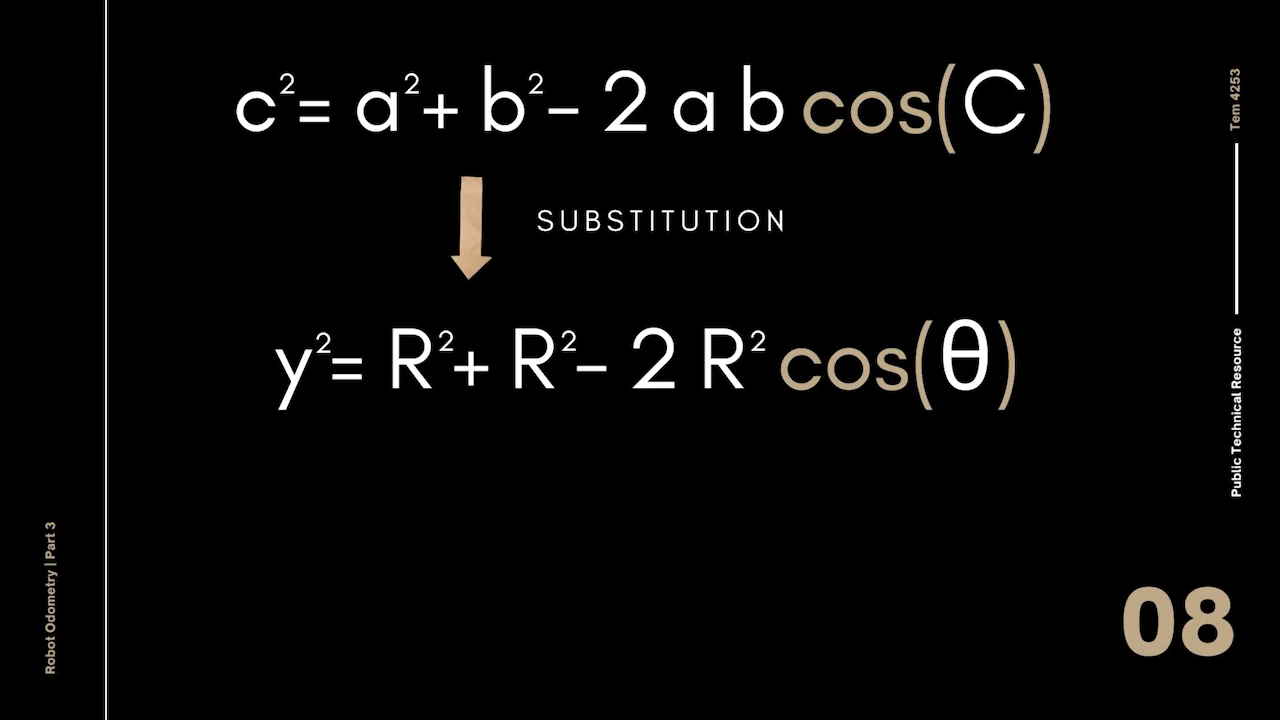 c²= a²+ b²− 2 a b cos(C)
SUBSTITUTION
y²= R²+ R²− 2 R² cos(θ)
Robot Odometry | Part 3
Tem 4253
Public Technical Resource
08